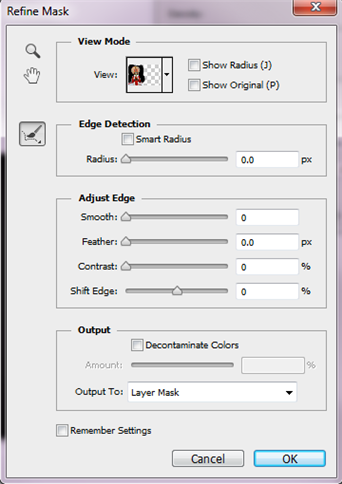 Refine Mask
View Mode
View:
Show Radius (J)
Show Original (P)
Edge Detection
Smart Radius
Radius: 0.0 px
Adjust Edge
Smooth: 0
Feather: 0.0 px
Contrast: 0 %
Shift Edge: 0 %
Output
Decontaminate Colors
Amount: %
Output To: Layer Mask
Remember Settings
Cancel OK